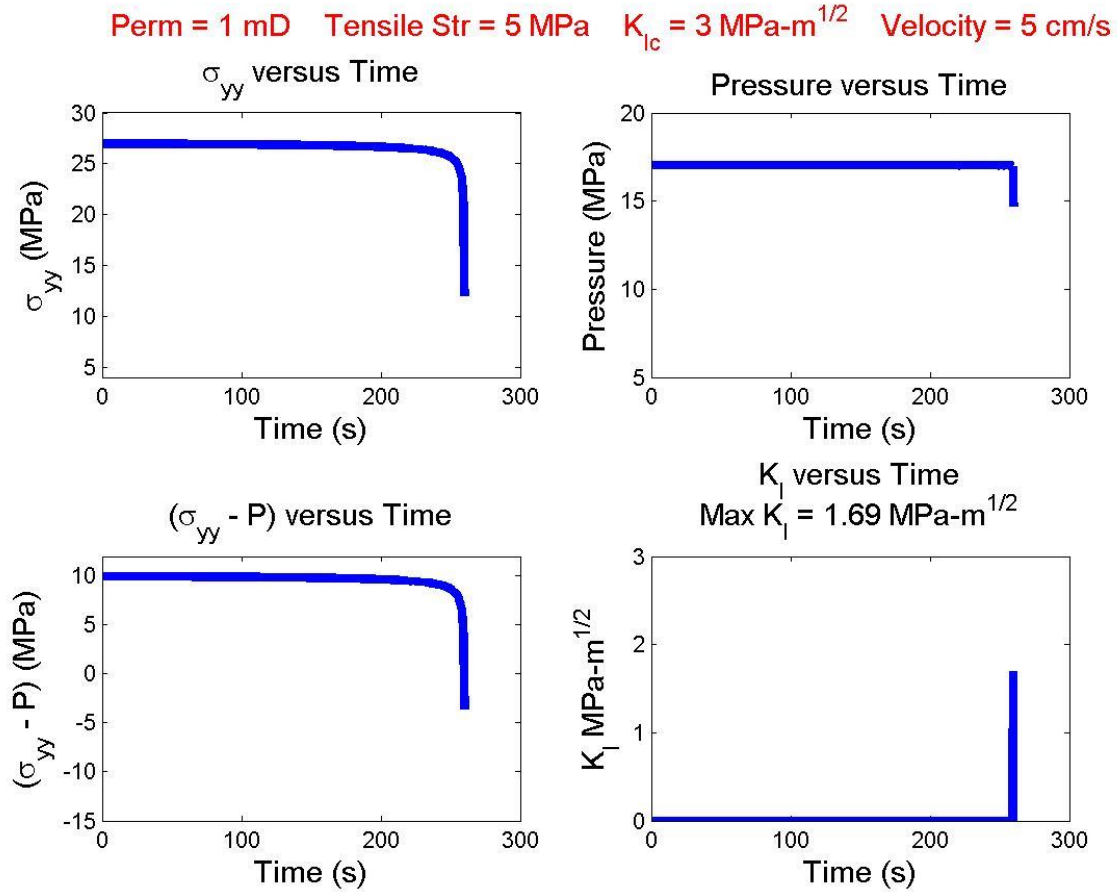 Perm = 1 mD Tensile Str = 5 MPa K_Ic = 3 MPa-m^1/2 Velocity = 5 cm/s
σ_yy versus Time
30
25
20
15
10
5
σ_yy (MPa)
0 100 200 300
Time (s)
Pressure versus Time
20
15
10
5
Pressure (MPa)
0 100 200 300
Time (s)
(σ_yy - P) versus Time
10
5
0
-5
-10
-15
(σ_yy - P) (MPa)
0 100 200 300
Time (s)
K_I versus Time
Max K_I = 1.69 MPa-m^1/2
3
2
1
0
K_I MPa-m^1/2
0 100 200 300
Time (s)